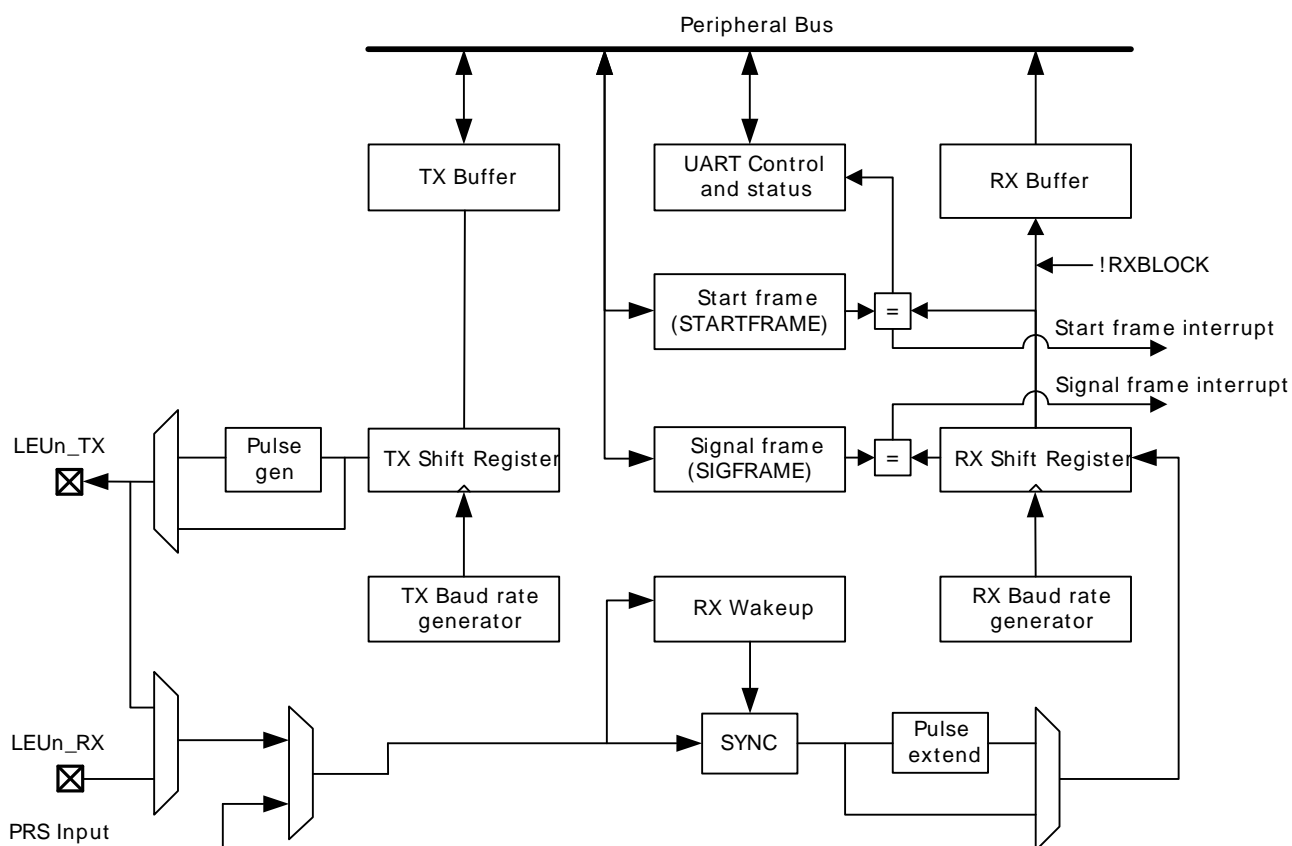 Peripheral Bus
TX Buffer
UART Control
and status
RX Buffer
!RXBLOCK
Start frame
(STARTFRAME)
=
Start frame interrupt
Signal frame interrupt
LEUn_TX
Pulse
gen
TX Shift Register
Signal frame
(SIGFRAME)
=
RX Shift Register
TX Baud rate
generator
RX Wakeup
RX Baud rate
generator
LEUn_RX
SYNC
Pulse
extend
PRS Input